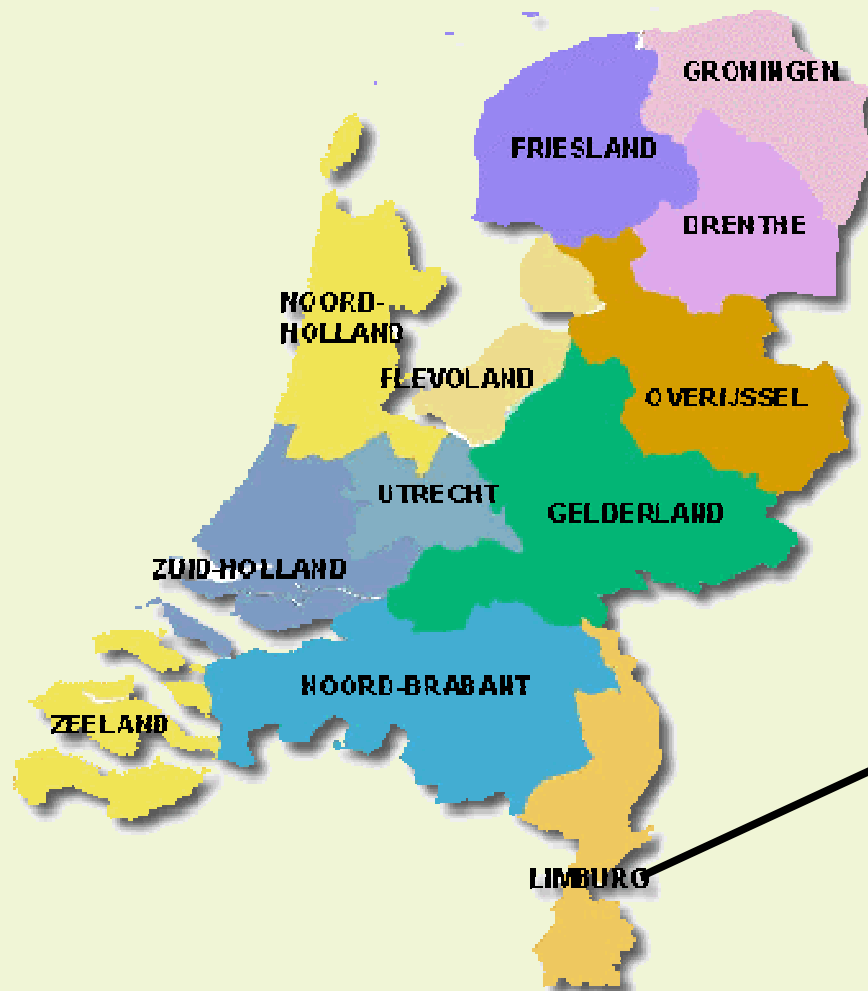 GRONINGEN
FRIESLAND
DRENTHE
NOORD-
HOLLAND
FLEVOLAND
OVERIJSSEL
UTRECHT
GELDERLAND
ZUID-HOLLAND
NOORD-BRABANT
ZEELAND
LIMBURG